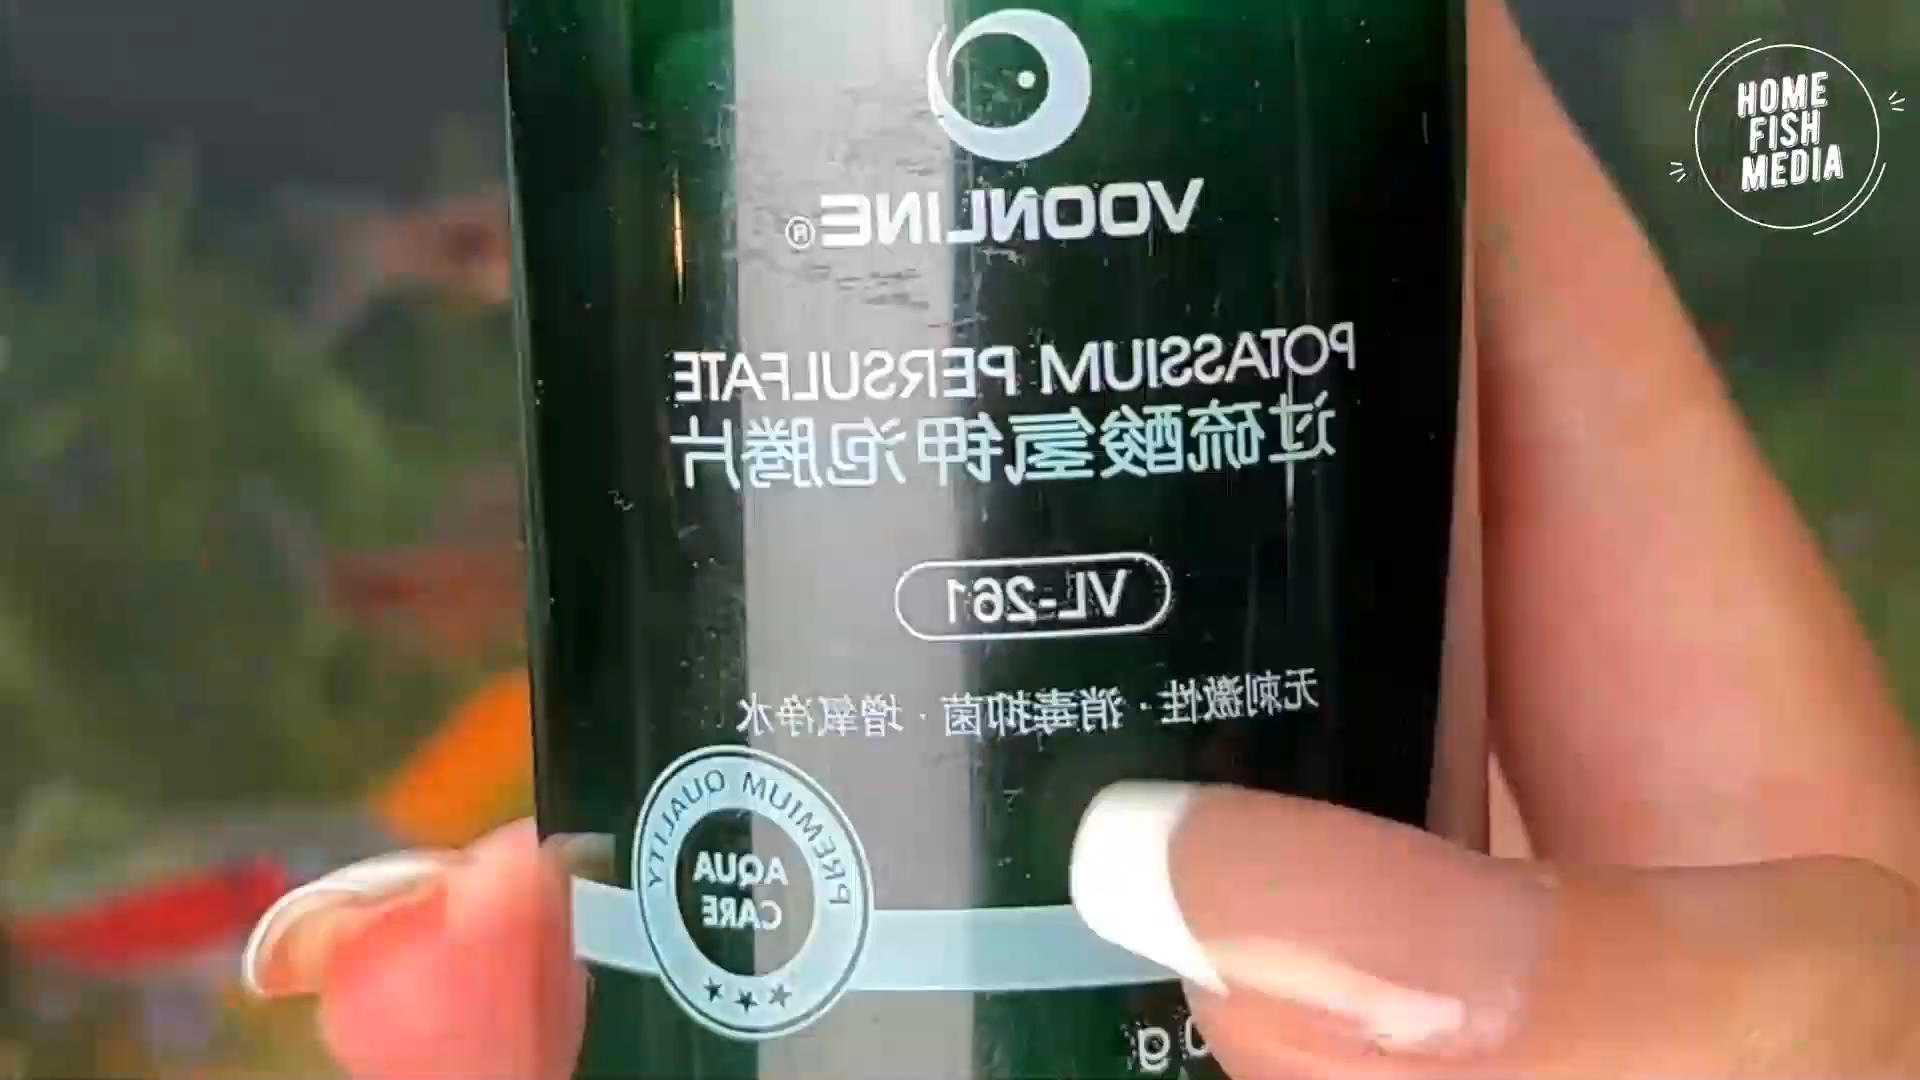 HOME
FISH
MEDIA
VOONLINE®
POTASSIUM PERSULFATE
过硫酸氢钾泡腾片
VL-261
无刺激性·消毒抑菌·增氧净水
PREMIUM QUALITY
AQUA
CARE
0g